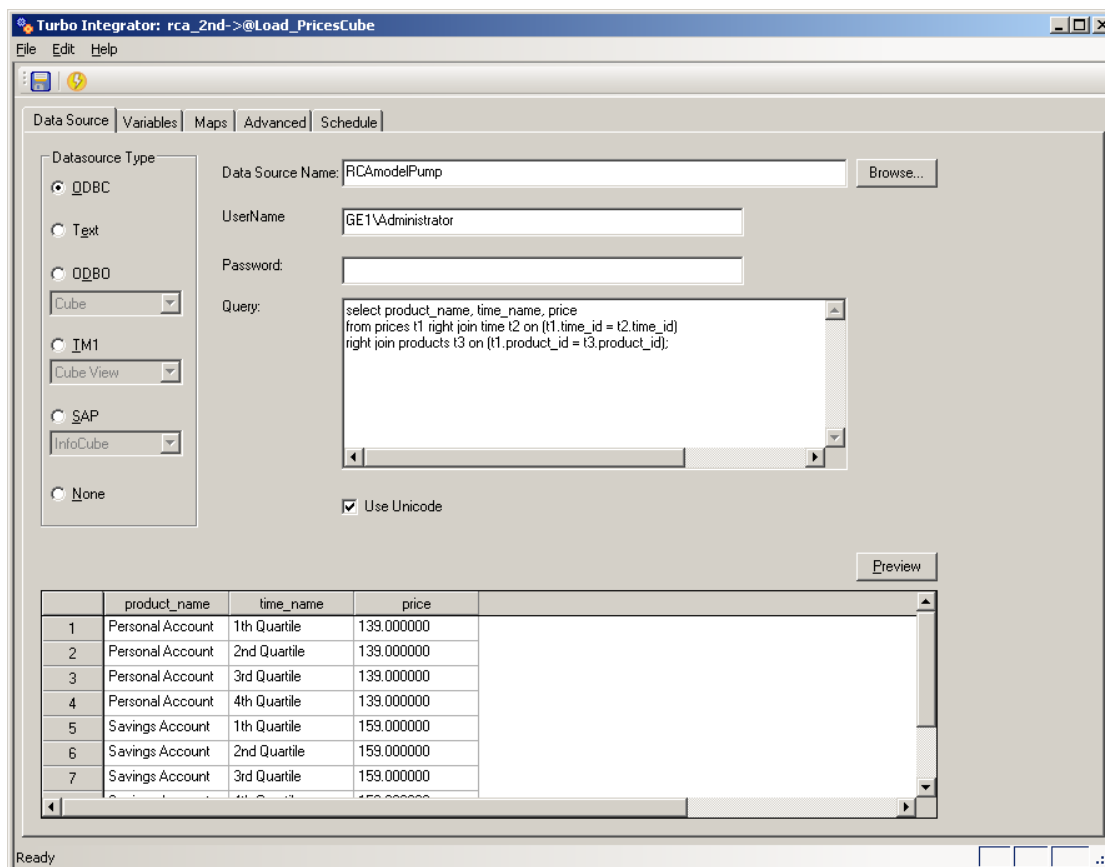 Turbo Integrator: rca_2nd->@Load_PricesCube
File Edit Help
Data Source Variables Maps Advanced Schedule
Datasource Type
ODBC
Text
ODBO
Cube
TM1
Cube View
SAP
InfoCube
None
Data Source Name: RCAmodelPump Browse...
UserName GE1\Administrator
Password:
Query: select product_name, time_name, price
from prices t1 right join time t2 on (t1.time_id = t2.time_id)
right join products t3 on (t1.product_id = t3.product_id);
Use Unicode
Preview
product_name time_name price
1 Personal Account 1th Quartile 139.000000
2 Personal Account 2nd Quartile 139.000000
3 Personal Account 3rd Quartile 139.000000
4 Personal Account 4th Quartile 139.000000
5 Savings Account 1th Quartile 159.000000
6 Savings Account 2nd Quartile 159.000000
7 Savings Account 3rd Quartile 159.000000
Ready